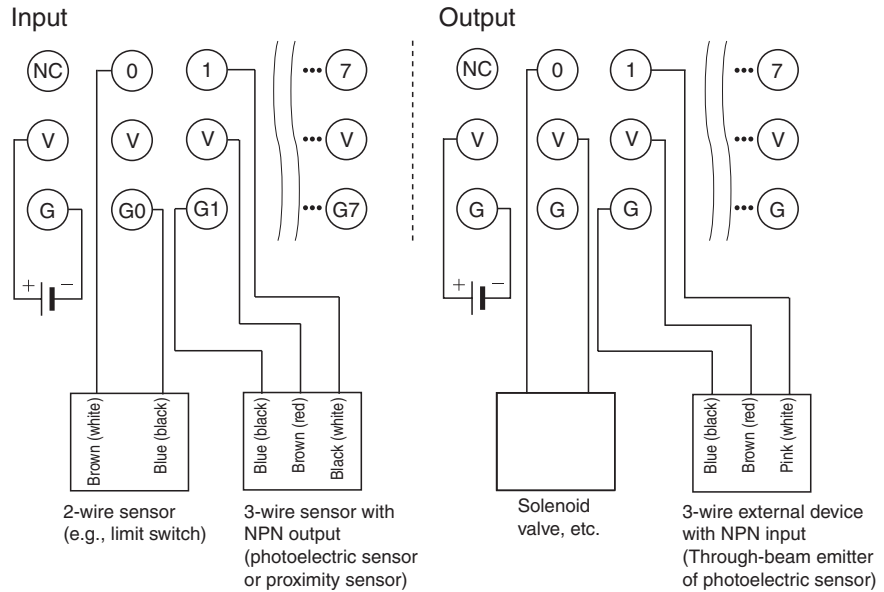 Input
Output
NC 0 1 ••• 7
NC 0 1 ••• 7
V V V ••• V
V V V ••• V
G G0 G1 ••• G7
G G G ••• G
+ −
+ −
Brown (white)
Blue (black)
Blue (black)
Brown (red)
Black (white)
Blue (black)
Brown (red)
Pink (white)
2-wire sensor
(e.g., limit switch)
3-wire sensor with
NPN output
(photoelectric sensor
or proximity sensor)
Solenoid
valve, etc.
3-wire external device
with NPN input
(Through-beam emitter
of photoelectric sensor)